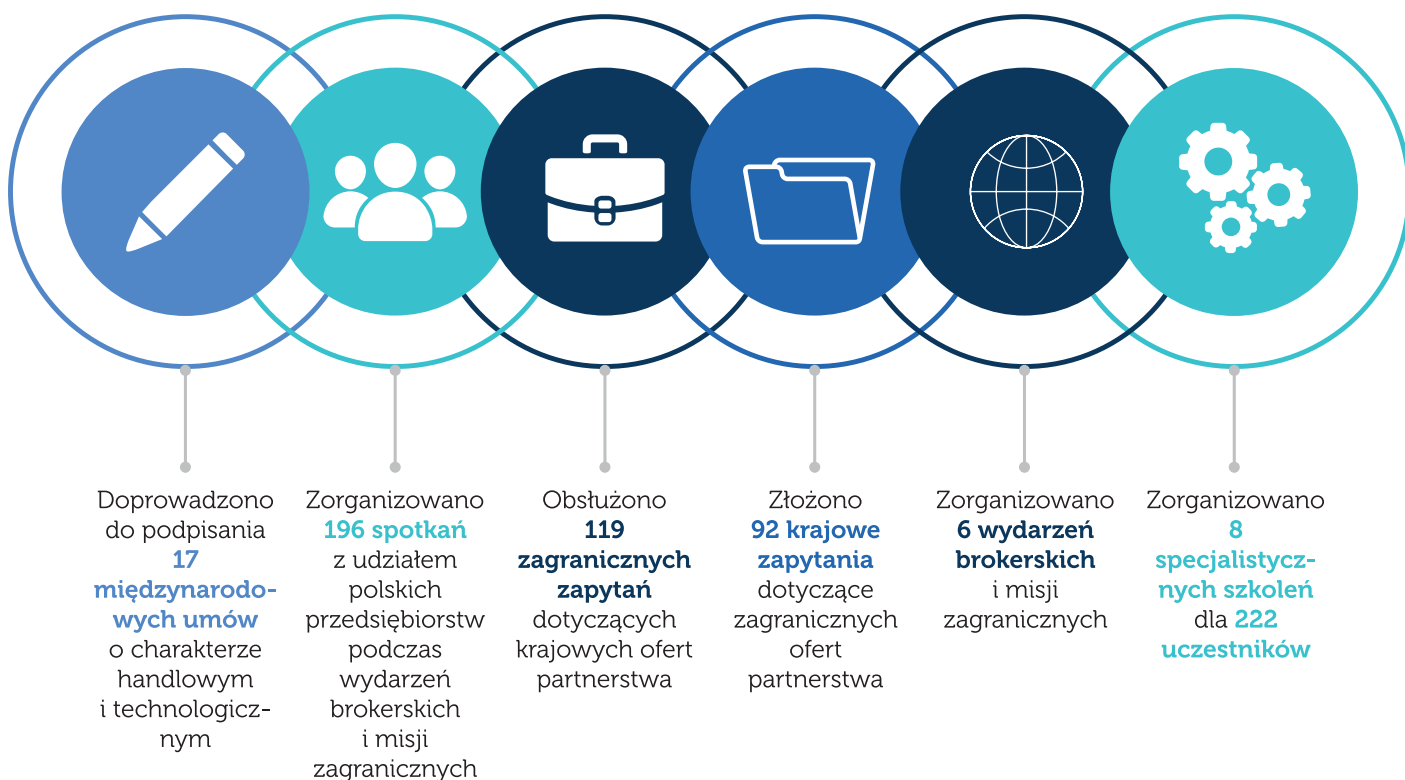 Doprowadzono
do podpisania
17
międzynarodo-
wych umów
o charakterze
handlowym
i technologicz-
nym
Zorganizowano
196 spotkań
z udziałem
polskich
przedsiębiorstw
podczas
wydarzeń
brokerskich
i misji
zagranicznych
Obsłużono
119
zagranicznych
zapytań
dotyczących
krajowych ofert
partnerstwa
Złożono
92 krajowe
zapytania
dotyczące
zagranicznych
ofert
partnerstwa
Zorganizowano
6 wydarzeń
brokerskich
i misji
zagranicznych
Zorganizowano
8
specjalistycz-
nych szkoleń
dla 222
uczestników